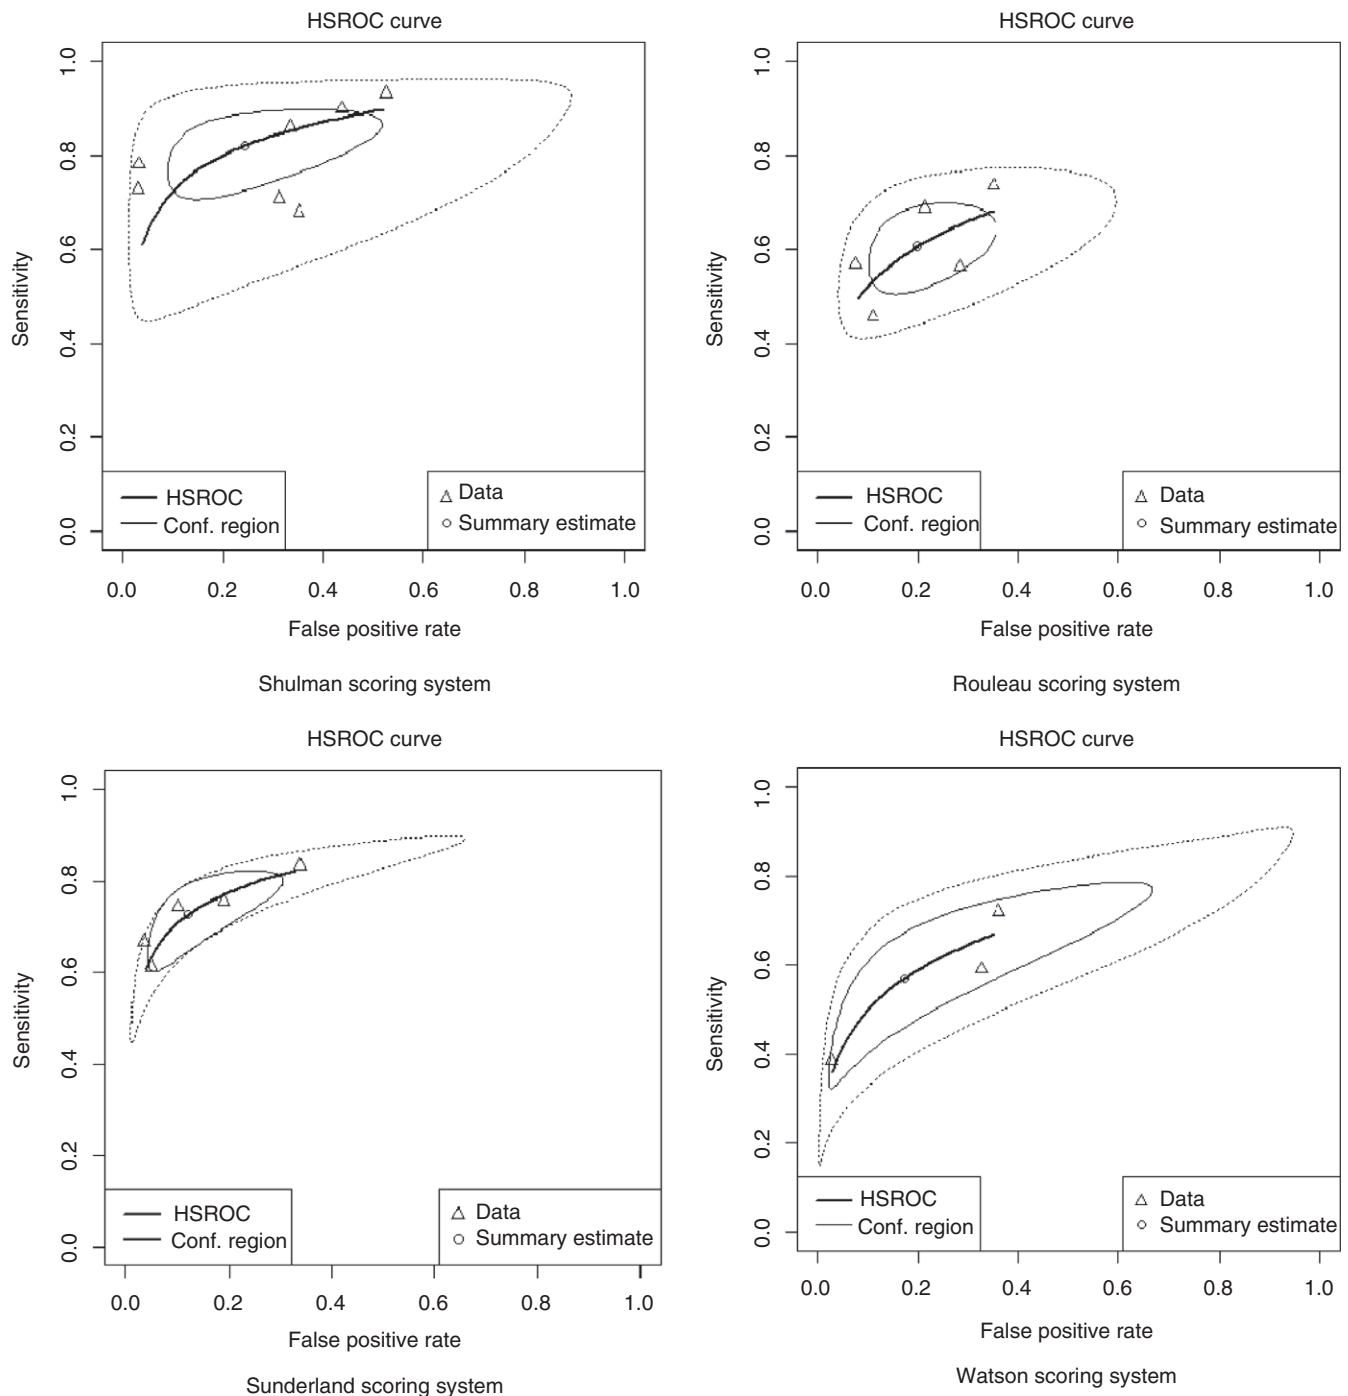 HSROC curve
Sensitivity
1.0
0.8
0.6
0.4
0.2
0.0
HSROC
Conf. region
Data
Summary estimate
0.0 0.2 0.4 0.6 0.8 1.0
False positive rate
Shulman scoring system
HSROC curve
Sensitivity
1.0
0.8
0.6
0.4
0.2
0.0
HSROC
Conf. region
Data
Summary estimate
0.0 0.2 0.4 0.6 0.8 1.0
False positive rate
Rouleau scoring system
HSROC curve
Sensitivity
1.0
0.8
0.6
0.4
0.2
0.0
HSROC
Conf. region
Data
Summary estimate
0.0 0.2 0.4 0.6 0.8 1.0
False positive rate
Sunderland scoring system
HSROC curve
Sensitivity
1.0
0.8
0.6
0.4
0.2
0.0
HSROC
Conf. region
Data
Summary estimate
0.0 0.2 0.4 0.6 0.8 1.0
False positive rate
Watson scoring system